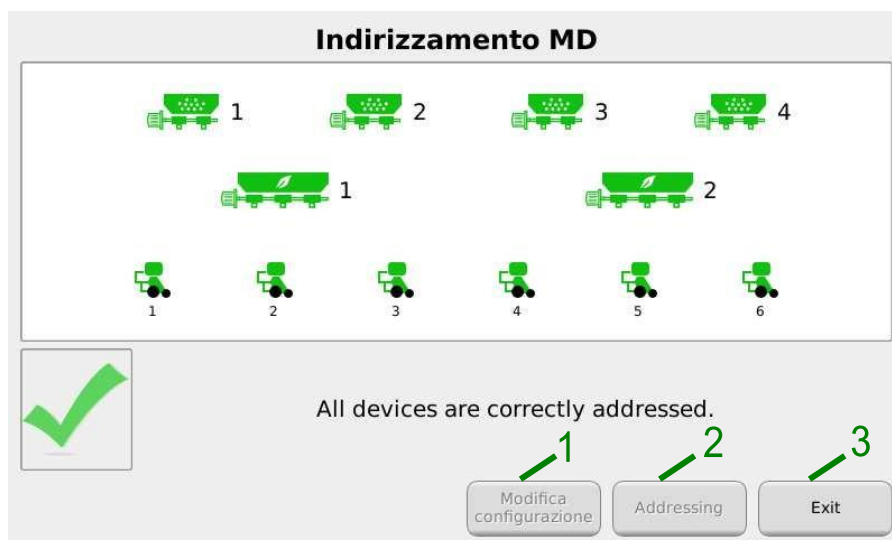 Indirizzamento MD
1 2 3 4
1 2
1 2 3 4 5 6
All devices are correctly addressed.
1 2 3
Modifica
configurazione
Addressing
Exit